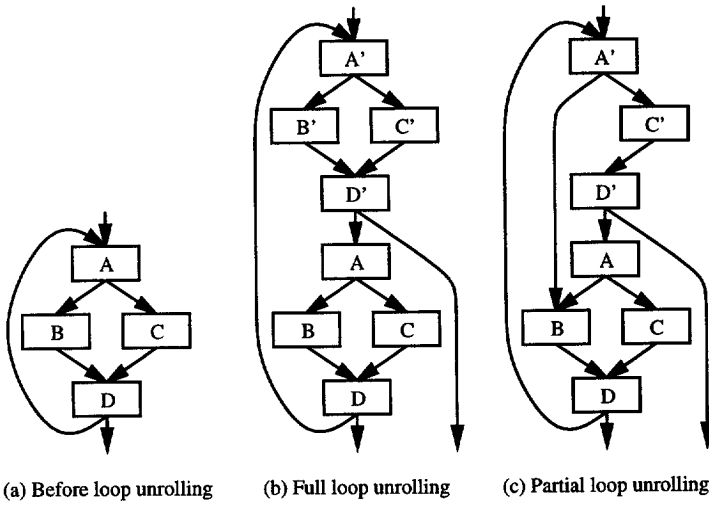 A'
B' C'
D'
A
B C
D
A'
C'
D'
A
B C
D
A
B C
D
(a) Before loop unrolling
(b) Full loop unrolling
(c) Partial loop unrolling